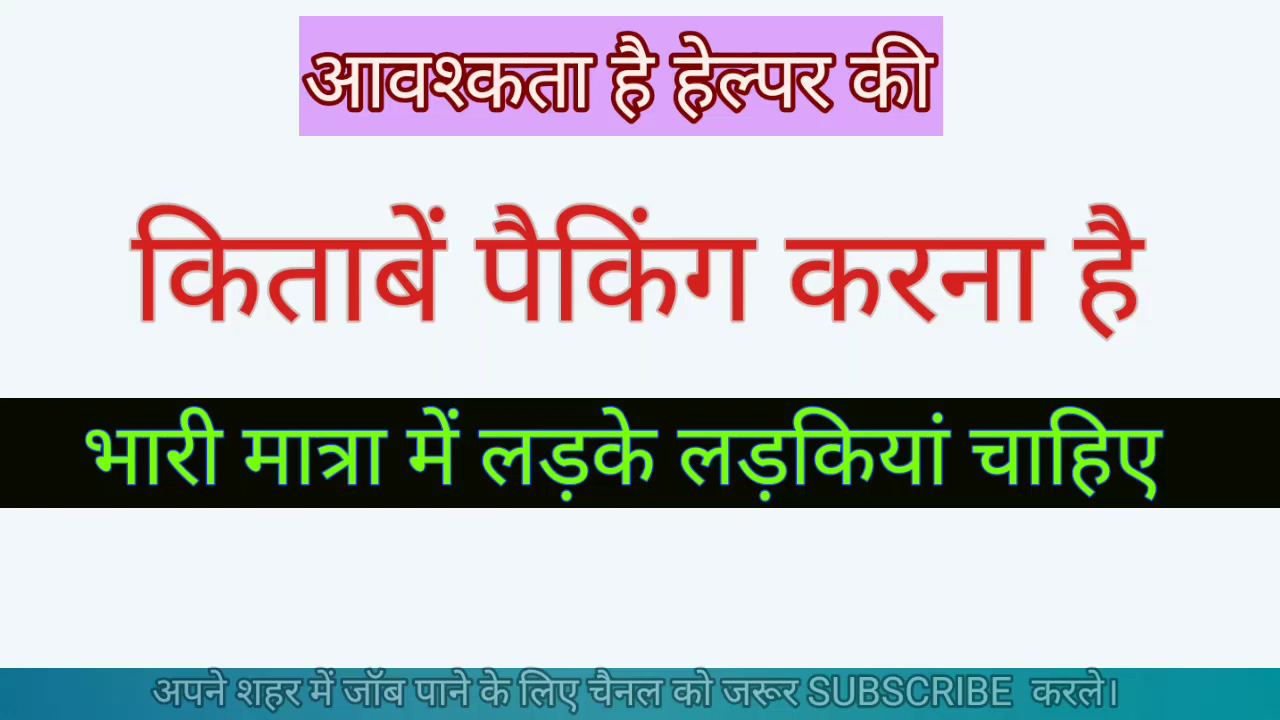 आवश्कता है हेल्पर की
किताबें पैकिंग करना है
भारी मात्रा में लड़के लड़कियां चाहिए
अपने शहर में जॉब पाने के लिए चैनल को जरूर SUBSCRIBE करले।